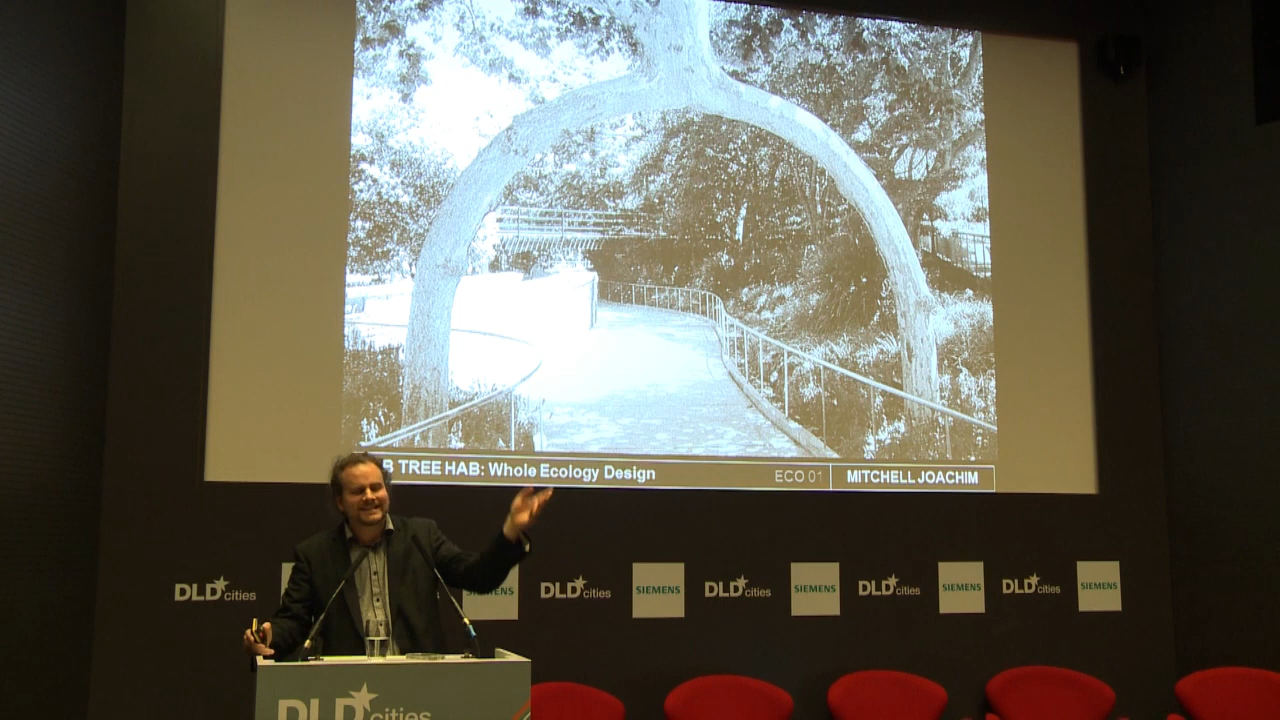 B TREE HAB: Whole Ecology Design
ECO 01
MITCHELL JOACHIM
DLD cities
SIEMENS
DLD cities
SIEMENS
DLD cities
SIEMENS
DLD cities
SIEMENS
DLD cities
SIEMENS
DLD cities